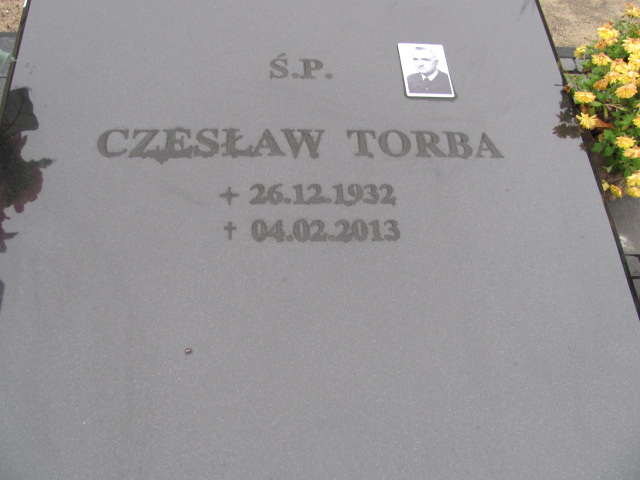 Ś.P.
CZESŁAW TORBA
+ 26.12.1932
† 04.02.2013